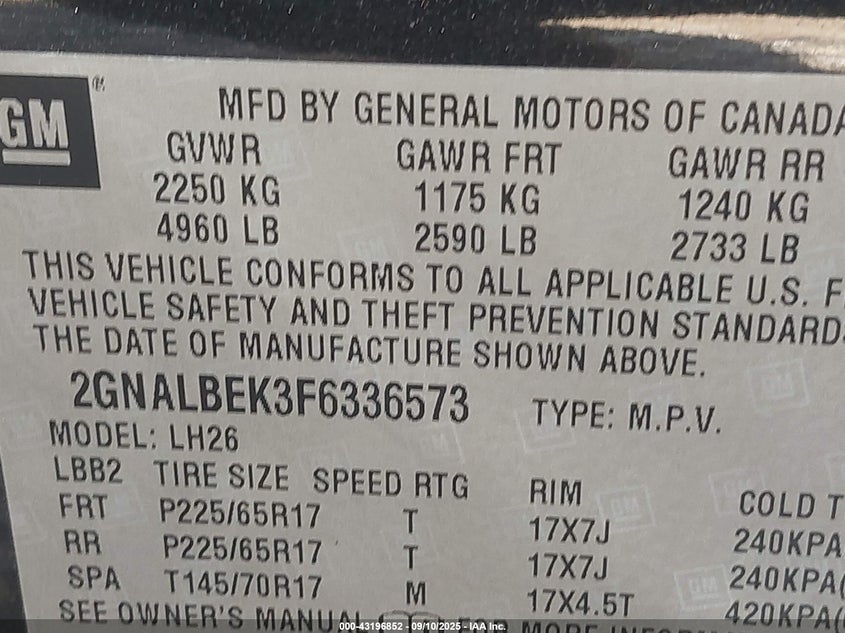 GM® MFD BY GENERAL MOTORS OF CANADA
GVWR GAWR FRT GAWR RR
2250 KG 1175 KG 1240 KG
4960 LB 2590 LB 2733 LB
THIS VEHICLE CONFORMS TO ALL APPLICABLE U.S. F
VEHICLE SAFETY AND THEFT PREVENTION STANDARDS
THE DATE OF MANUFACTURE SHOWN ABOVE.
2GNALBEK3F6336573 TYPE: M.P.V.
MODEL: LH26
LBB2 TIRE SIZE SPEED RTG RIM COLD T
FRT P225/65R17 T 17X7J 240KPA
RR P225/65R17 T 17X7J 240KPA(
SPA T145/70R17 M 17X4.5T 420KPA(
SEE OWNER'S MANUAL MORE
000-43196852 - 09/10/2025 - IAA Inc.